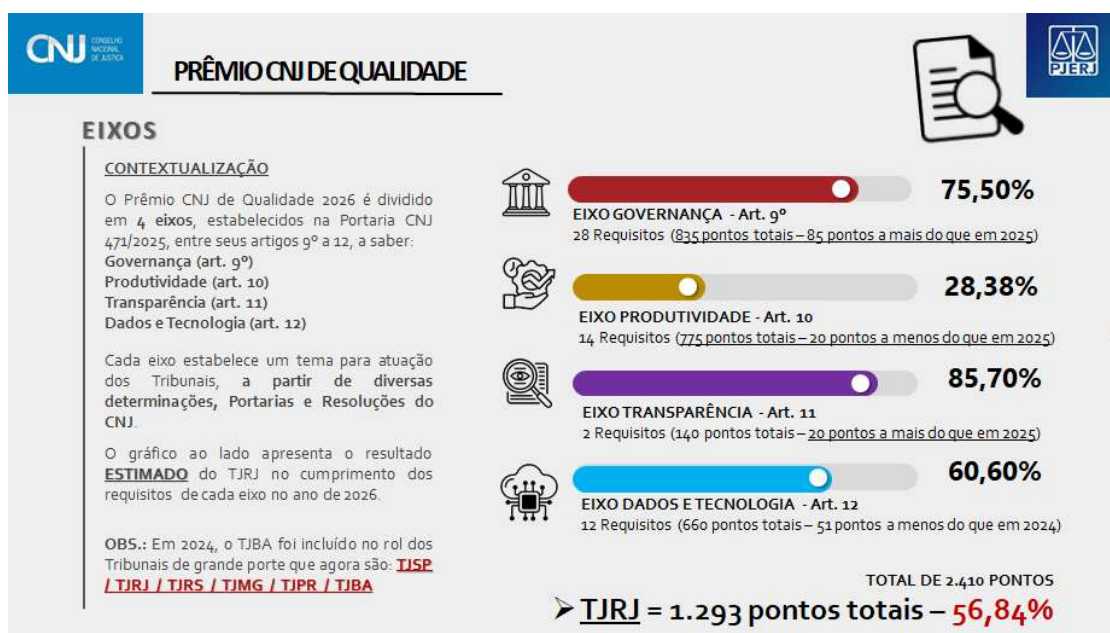 CNJ CONSELHO
NACIONAL
DE JUSTIÇA
PJERJ
PRÊMIO CNJ DE QUALIDADE
EIXOS
CONTEXTUALIZAÇÃO
O Prêmio CNJ de Qualidade 2026 é dividido
em 4 eixos, estabelecidos na Portaria CNJ
471/2025, entre seus artigos 9º a 12, a saber:
Governança (art. 9º)
Produtividade (art. 10)
Transparência (art. 11)
Dados e Tecnologia (art. 12)
Cada eixo estabelece um tema para atuação
dos Tribunais, a partir de diversas
determinações, Portarias e Resoluções do
CNJ.
O gráfico ao lado apresenta o resultado
ESTIMADO do TJRJ no cumprimento dos
requisitos de cada eixo no ano de 2026.
OBS.: Em 2024, o TJBA foi incluído no rol dos
Tribunais de grande porte que agora são: TJSP
/ TJRJ / TJRS / TJMG / TJPR / TJBA
75,50%
EIXO GOVERNANÇA - Art. 9º
28 Requisitos (835 pontos totais – 85 pontos a mais do que em 2025)
28,38%
EIXO PRODUTIVIDADE - Art. 10
14 Requisitos (775 pontos totais – 20 pontos a menos do que em 2025)
85,70%
EIXO TRANSPARÊNCIA - Art. 11
2 Requisitos (140 pontos totais – 20 pontos a mais do que em 2025)
60,60%
EIXO DADOS E TECNOLOGIA - Art. 12
12 Requisitos (660 pontos totais – 51 pontos a menos do que em 2024)
TOTAL DE 2.410 PONTOS
➢ TJRJ = 1.293 pontos totais – 56,84%